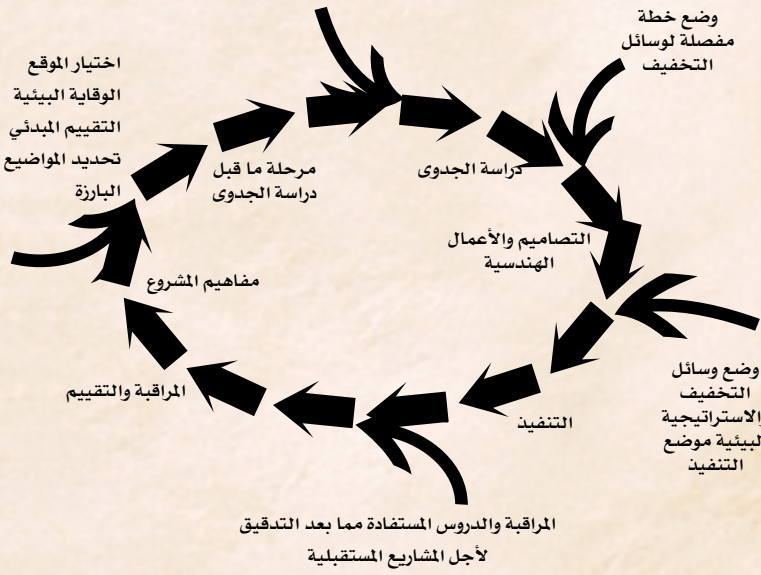 وضع خطة
مفصلة لوسائل
التخفيف
اختيار الموقع
الوقاية البيئية
التقييم المبدئي
تحديد المواضيع
البارزة
مرحلة ما قبل
دراسة الجدوى
دراسة الجدوى
التصاميم والأعمال
الهندسية
مفاهيم المشروع
وضع وسائل
التخفيف
والاستراتيجية
البيئية موضع
التنفيذ
التنفيذ
المراقبة والتقييم
المراقبة والدروس المستفادة مما بعد التدقيق
لأجل المشاريع المستقبلية